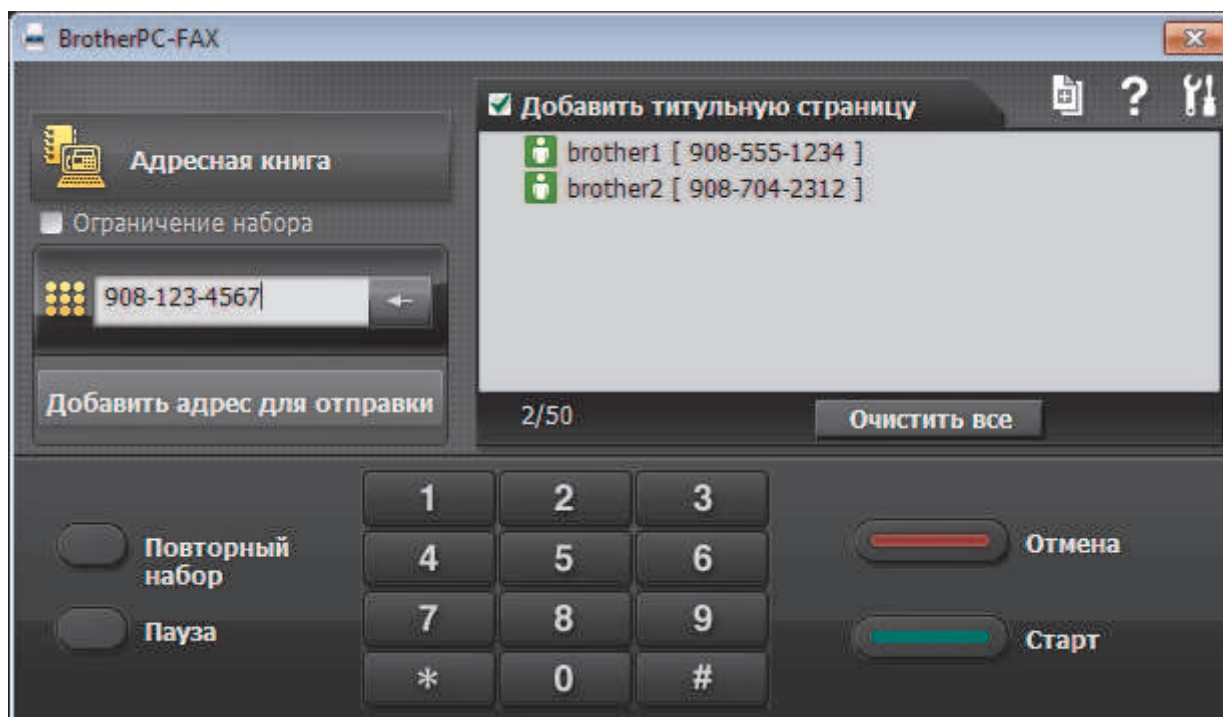 BrotherPC-FAX
Добавить титульную страницу
?
Адресная книга
brother1 [ 908-555-1234 ]
brother2 [ 908-704-2312 ]
Ограничение набора
908-123-4567
Добавить адрес для отправки
2/50
Очистить все
1 2 3
4 5 6
7 8 9
* 0 #
Повторный
набор
Пауза
Отмена
Старт